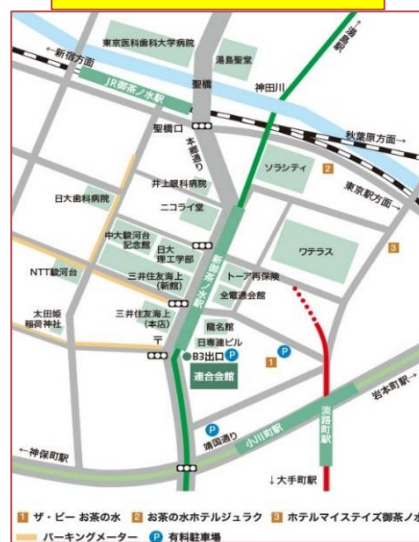 東京医科歯科大学病院
湯島聖堂
←湯島駅
←新宿方面
聖橋
神田川
JR御茶ノ水駅
聖橋口
秋葉原方面→
本郷通り
ソラシティ
2
東京駅方面→
井上眼科病院
日大歯科病院
ニコライ堂
3
中大駿河台
記念館
日大
理工学部
ワテラス
新御茶ノ水駅
NTT駿河台
三井住友海上
(新館)
トーア再保険
全電通会館
太田姫
稲荷神社
三井住友海上
(本店)
龍名館
〒
日専連ビル
B3出口
P
1
P
連合会館
淡路町駅
岩本町駅→
小川町駅
P
靖国通り
←神保町駅
↓大手町駅
1 ザ・ビー お茶の水 2 お茶の水ホテルジュラク 3 ホテルマイステイズ御茶ノ水
パーキングメーター P 有料駐車場